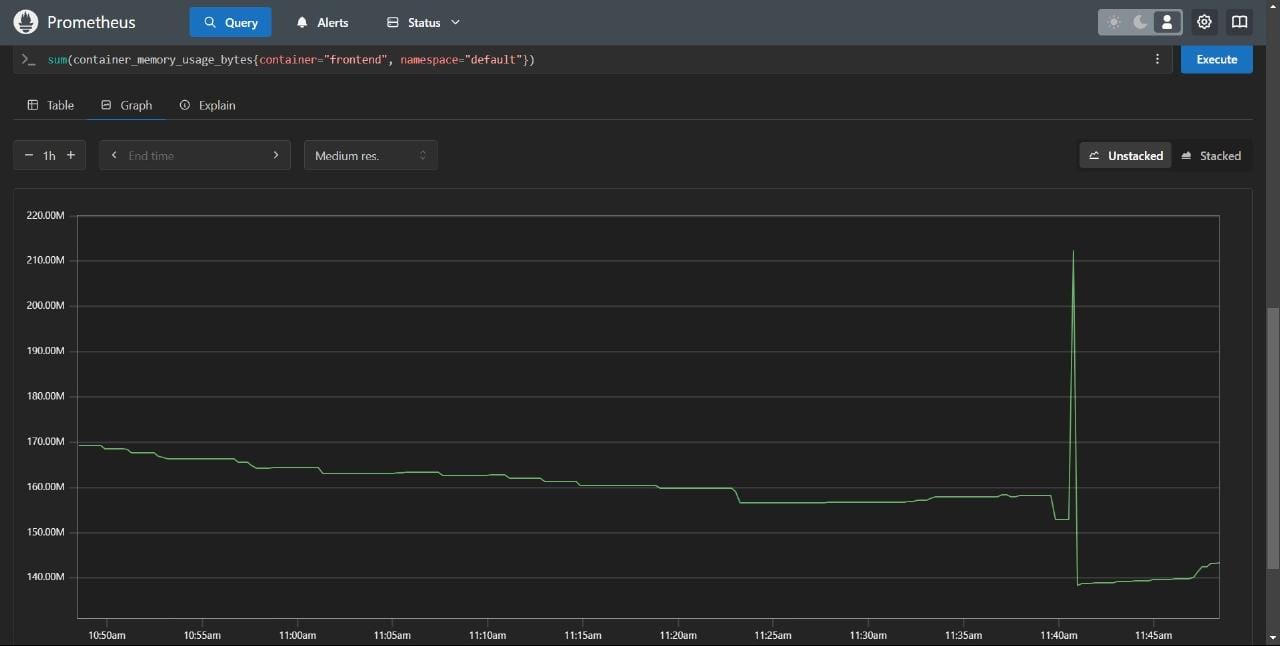 Prometheus Query Alerts Status
sum(container_memory_usage_bytes{container="frontend", namespace="default"}) Execute
Table Graph Explain
1h End time Medium res. Unstacked Stacked
220.00M
210.00M
200.00M
190.00M
180.00M
170.00M
160.00M
150.00M
140.00M
10:50am 10:55am 11:00am 11:05am 11:10am 11:15am 11:20am 11:25am 11:30am 11:35am 11:40am 11:45am